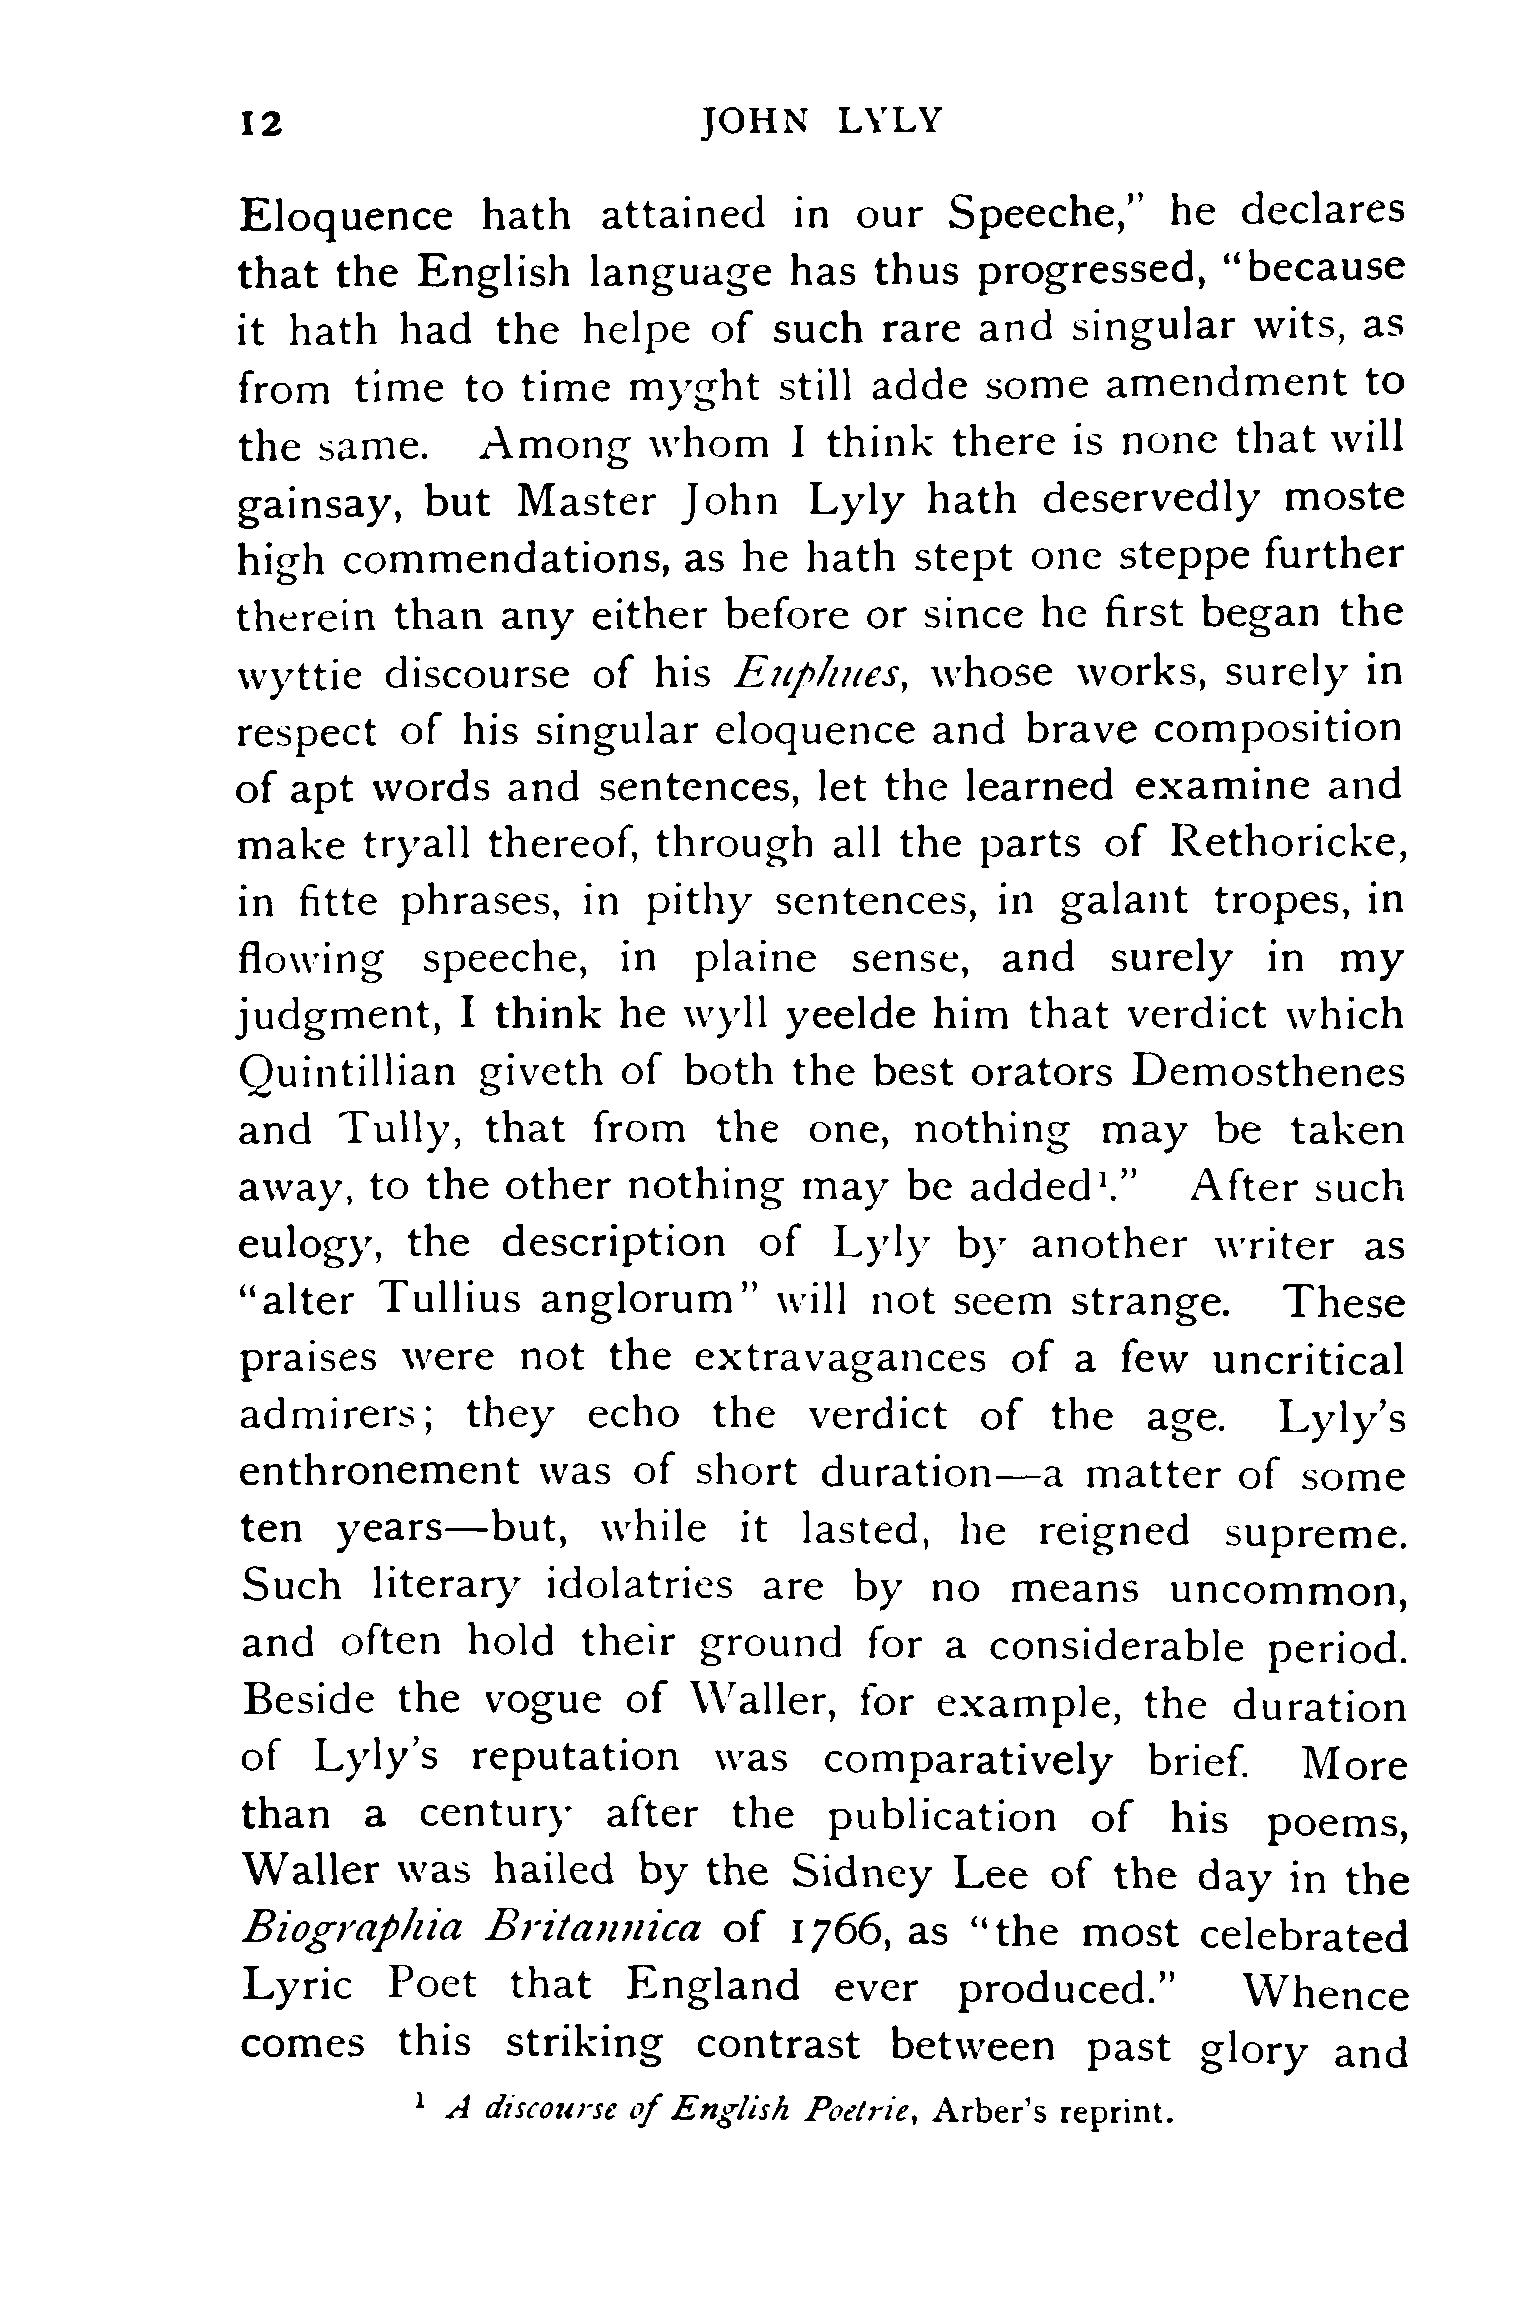 12 JOHN LYLY
Eloquence hath attained in our Speeche," he declares
that the English language has thus progressed, "because
it hath had the helpe of such rare and singular wits, as
from time to time myght still adde some amendment to
the same. Among whom I think there is none that will
gainsay, but Master John Lyly hath deservedly moste
high commendations, as he hath stept one steppe further
therein than any either before or since he first began the
wyttie discourse of his Euphues, whose works, surely in
respect of his singular eloquence and brave composition
of apt words and sentences, let the learned examine and
make tryall thereof, through all the parts of Rethoricke,
in fitte phrases, in pithy sentences, in galant tropes, in
flowing speeche, in plaine sense, and surely in my
judgment, I think he wyll yeelde him that verdict which
Quintillian giveth of both the best orators Demosthenes
and Tully, that from the one, nothing may be taken
away, to the other nothing may be added¹." After such
eulogy, the description of Lyly by another writer as
"alter Tullius anglorum" will not seem strange. These
praises were not the extravagances of a few uncritical
admirers; they echo the verdict of the age. Lyly's
enthronement was of short duration—a matter of some
ten years—but, while it lasted, he reigned supreme.
Such literary idolatries are by no means uncommon,
and often hold their ground for a considerable period.
Beside the vogue of Waller, for example, the duration
of Lyly's reputation was comparatively brief. More
than a century after the publication of his poems,
Waller was hailed by the Sidney Lee of the day in the
Biographia Britannica of 1766, as "the most celebrated
Lyric Poet that England ever produced." Whence
comes this striking contrast between past glory and
¹ A discourse of English Poetrie, Arber's reprint.